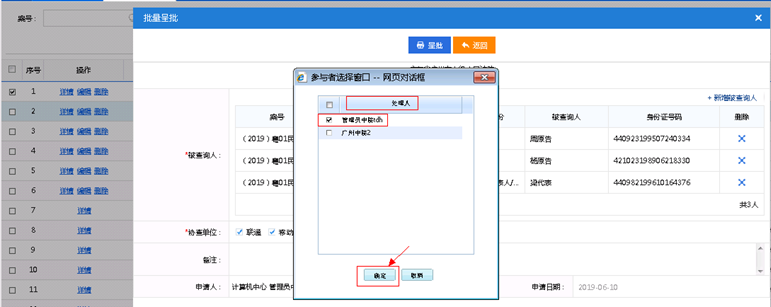 批量呈批
案号：
呈批
返回
参与者选择窗口 -- 网页对话框
序号 操作
+ 新增被查询人
处理人
案号 被查询人 身份证号码 删除
1 详情 编辑 删除
管理员中院tdh
2 详情 编辑 删除
广州中院2
（2019）粤01民 周原告 440923199507240334
3 详情 编辑 删除
（2019）粤01民 杨原告 421023198906218330
4 详情 编辑 删除
*被查询人：
5 详情 编辑 删除
（2019）粤01民 表人/... 梁代表 440982199610164376
6 详情 编辑 删除
共3人
7 详情
8 详情
*协查单位： 联通 移动
9 详情
备注：
10 详情
确定 取消
11 详情
申请人： 计算机中心 管理员中 申请日期： 2019-06-10